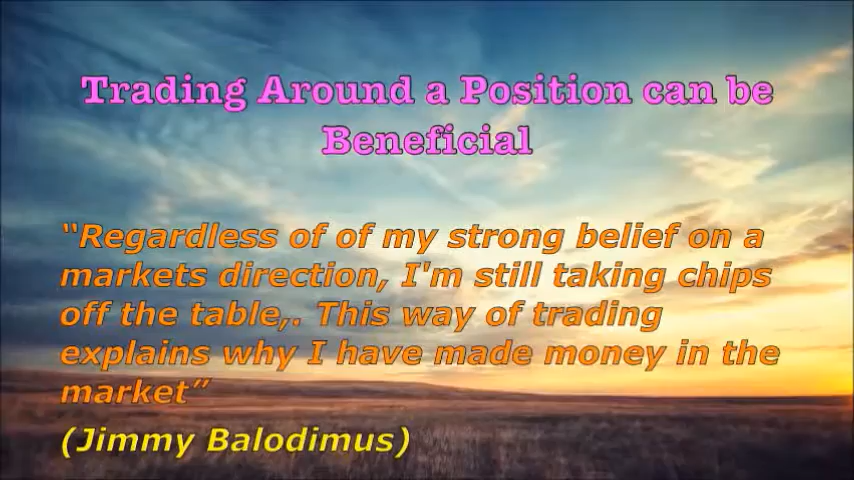 Trading Around a Position can be
Beneficial
“Regardless of of my strong belief on a
markets direction, I'm still taking chips
off the table,. This way of trading
explains why I have made money in the
market”
(Jimmy Balodimus)